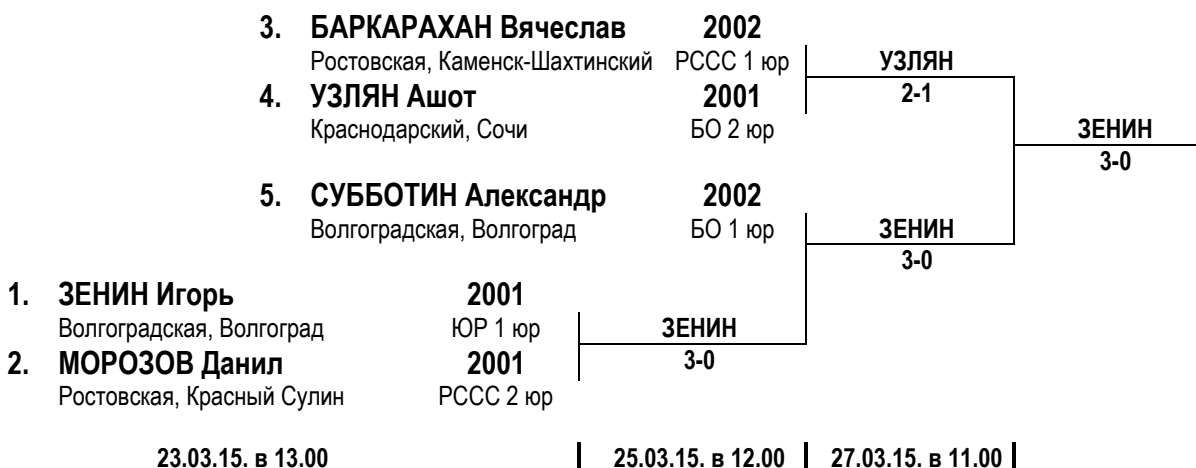 3. БАРКАРАХАН Вячеслав 2002
Ростовская, Каменск-Шахтинский РССС 1 юр УЗЛЯН
4. УЗЛЯН Ашот 2001 2-1
Краснодарский, Сочи БО 2 юр ЗЕНИН
3-0
5. СУББОТИН Александр 2002
Волгоградская, Волгоград БО 1 юр ЗЕНИН
3-0
1. ЗЕНИН Игорь 2001
Волгоградская, Волгоград ЮР 1 юр ЗЕНИН
2. МОРОЗОВ Данил 2001 3-0
Ростовская, Красный Сулин РССС 2 юр
23.03.15. в 13.00 25.03.15. в 12.00 27.03.15. в 11.00